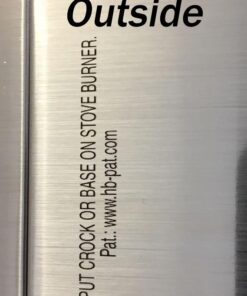 Outside
PUT CROCK OR BASE ON STOVE BURNER.
Pat.: www.hb-pat.com